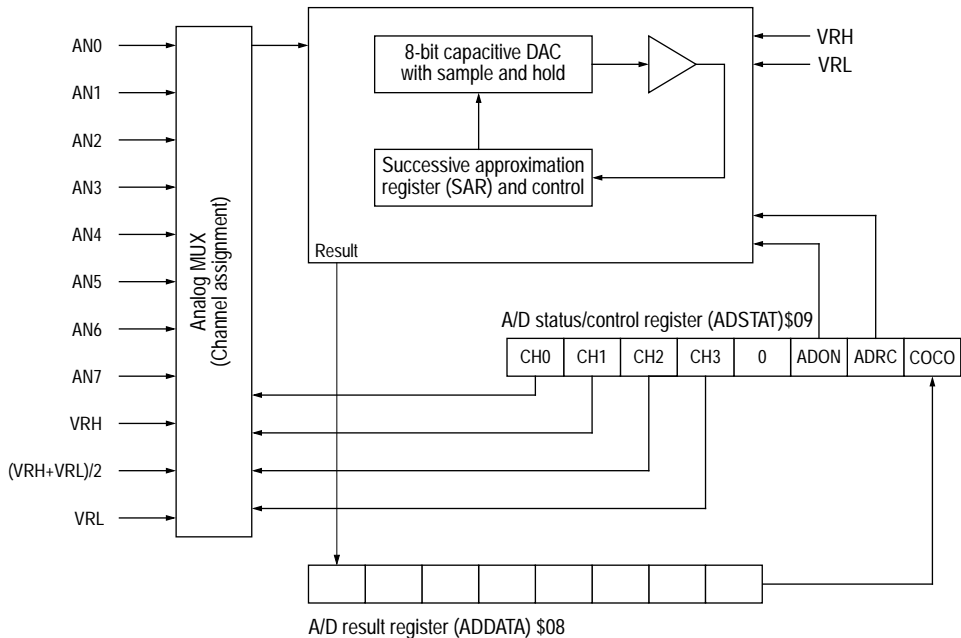 AN0
AN1
AN2
AN3
AN4
AN5
AN6
AN7
VRH
(VRH+VRL)/2
VRL
Analog MUX
(Channel assignment)
8-bit capacitive DAC
with sample and hold
Successive approximation
register (SAR) and control
Result
VRH
VRL
A/D status/control register (ADSTAT)$09
CH0 CH1 CH2 CH3 0 ADON ADRC COCO
A/D result register (ADDATA) $08